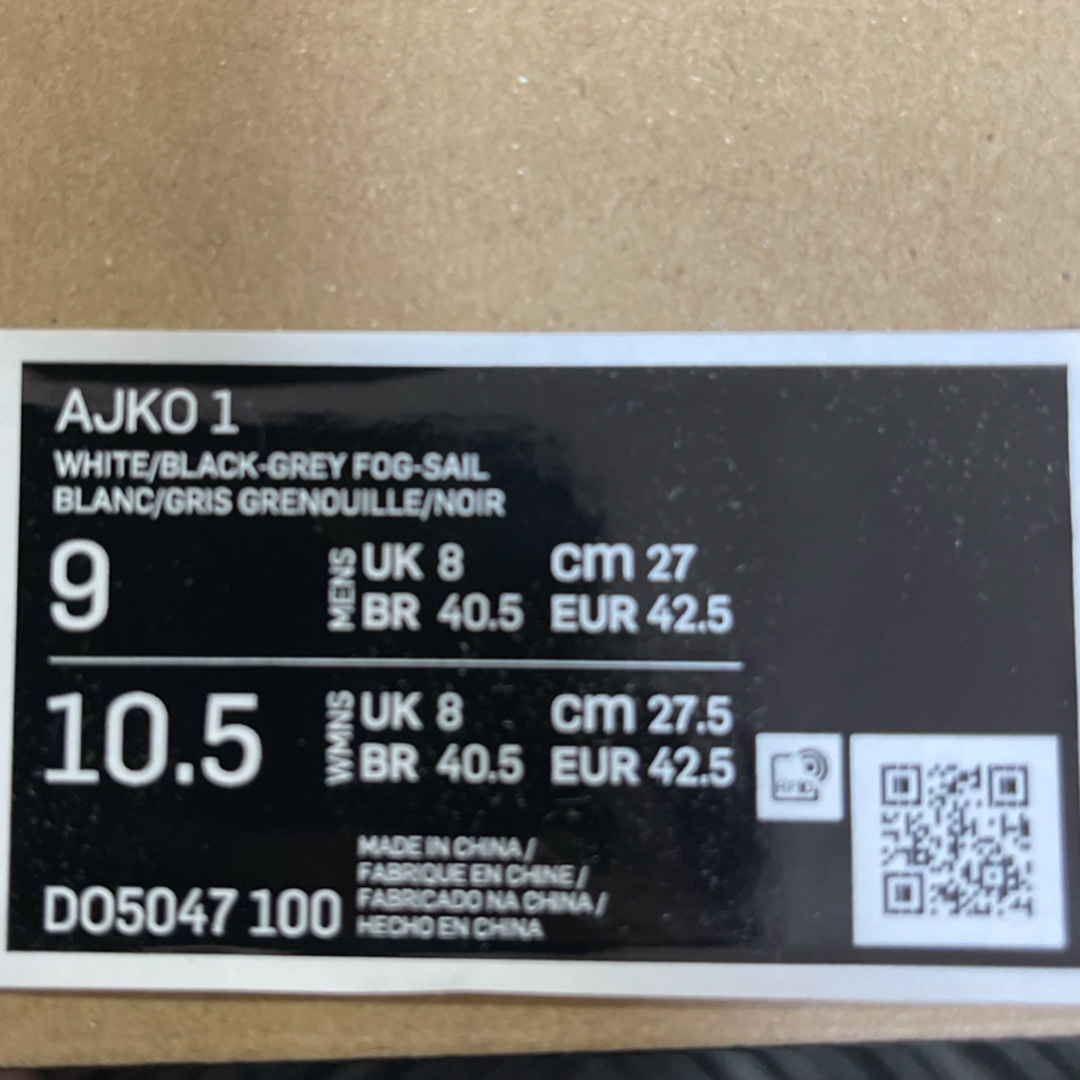 AJKO 1
WHITE/BLACK-GREY FOG-SAIL
BLANC/GRIS GRENOUILLE/NOIR
9 MENS UK 8 cm 27
BR 40.5 EUR 42.5
10.5 WMNS UK 8 cm 27.5
BR 40.5 EUR 42.5
RFID
MADE IN CHINA /
FABRIQUE EN CHINE /
FABRICADO NA CHINA /
HECHO EN CHINA
DO5047 100